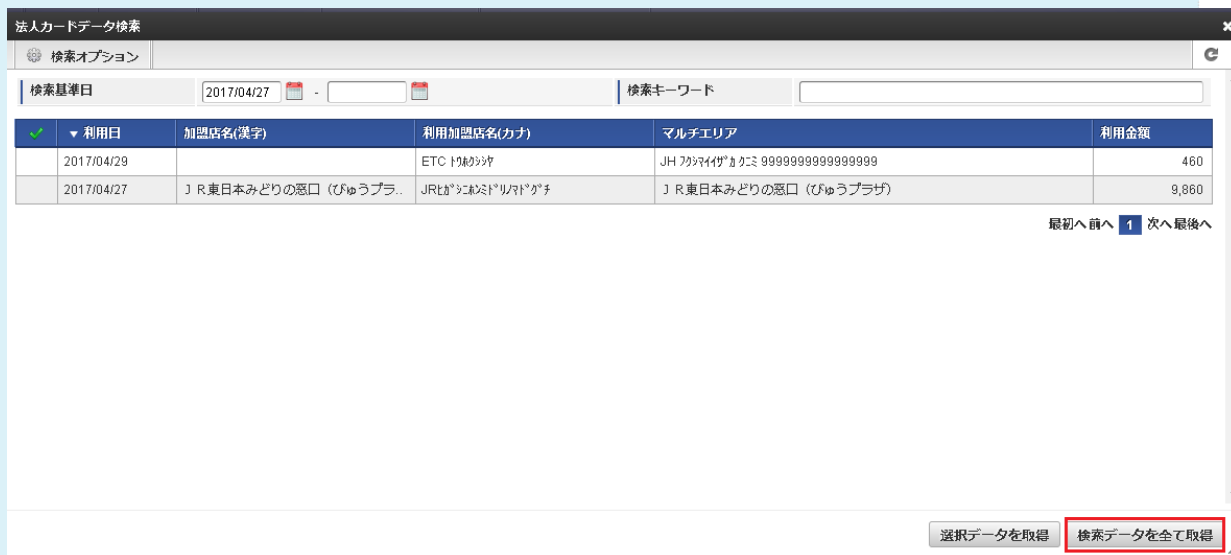 法人カードデータ検索
検索オプション
検索基準日 2017/04/27 - 検索キーワード
▼ 利用日 加盟店名(漢字) 利用加盟店名(カナ) マルチエリア 利用金額
2017/04/29 ETC ﾄｳﾎｸｼｼﾔ JH ﾌｸｼﾏｲｲｻﾞｶ ｸﾆﾐ 9999999999999999 460
2017/04/27 ＪＲ東日本みどりの窓口（びゅうプラ.. JRﾋｶﾞｼﾆﾎﾝﾐﾄﾞﾘﾉﾏﾄﾞｸﾞﾁ ＪＲ東日本みどりの窓口（びゅうプラザ） 9,860
最初へ 前へ 1 次へ 最後へ
選択データを取得 検索データを全て取得